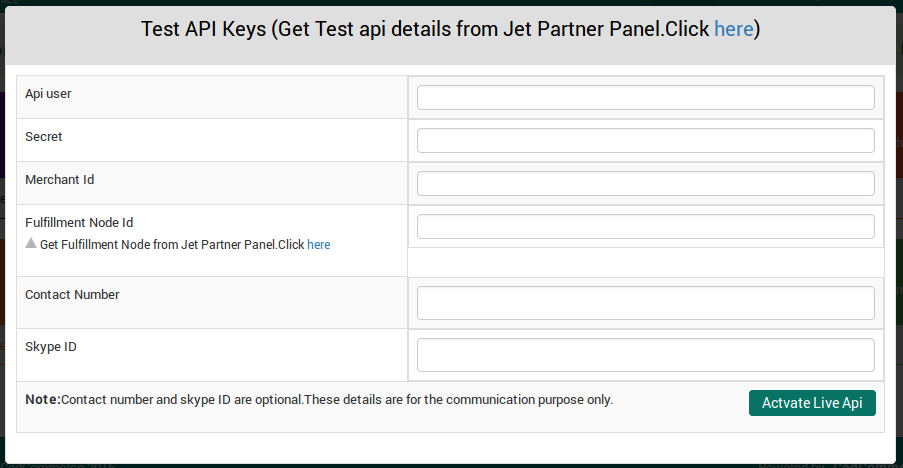 Test API Keys (Get Test api details from Jet Partner Panel.Click here)
Api user
Secret
Merchant Id
Fulfillment Node Id
Get Fulfillment Node from Jet Partner Panel.Click here
Contact Number
Skype ID
Note:Contact number and skype ID are optional.These details are for the communication purpose only.
Actvate Live Api